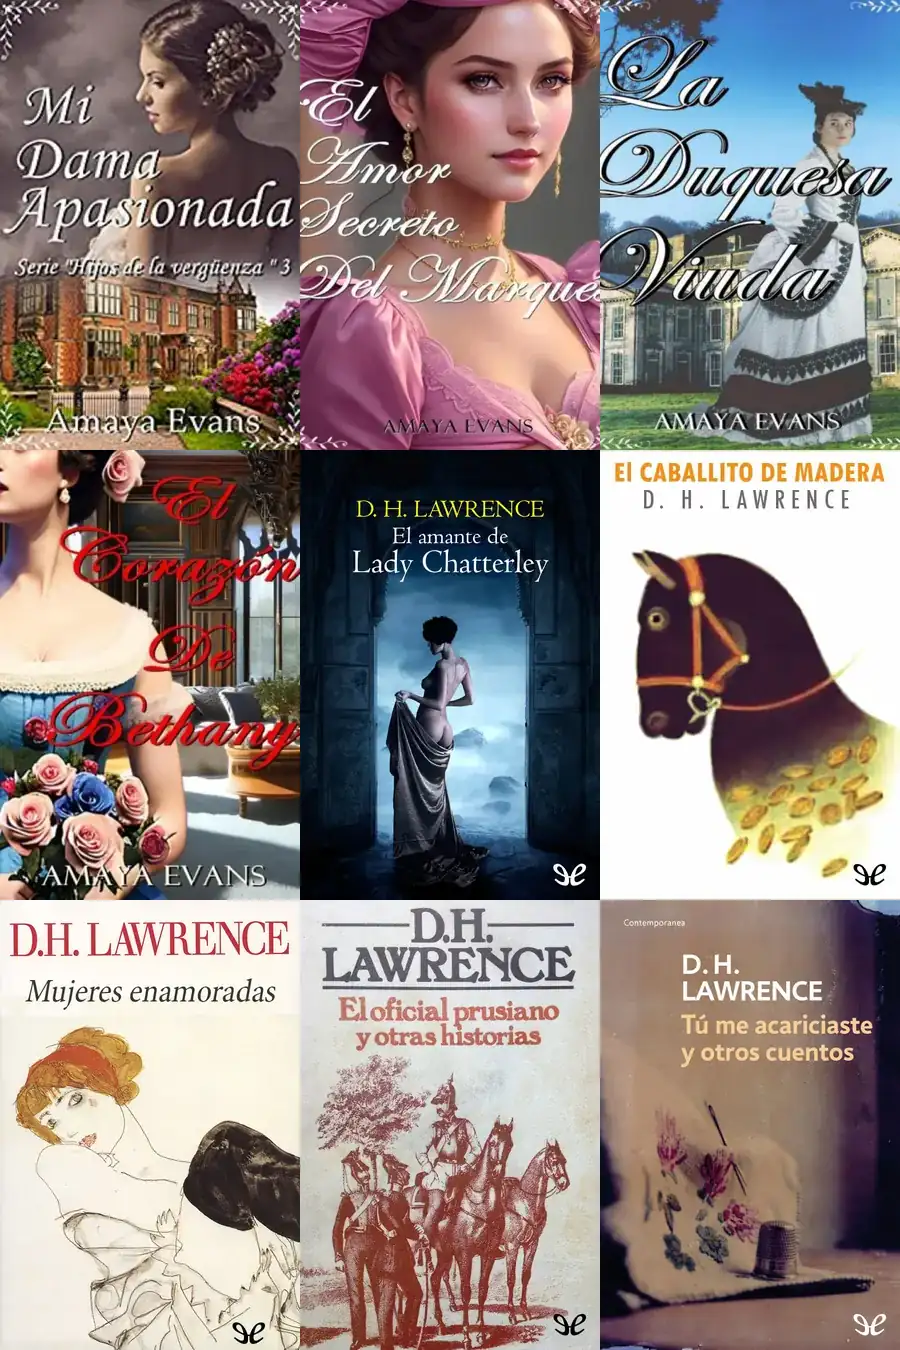 Mi
Dama
Apasionada
Serie "Hijos de la vergüenza " 3
Amaya Evans
El
Amor
Secreto
Del Marques
AMAYA EVANS
La
Duquesa
Viuda
AMAYA EVANS
El
Corazón
De
Bethany
AMAYA EVANS
D. H. LAWRENCE
El amante de
Lady Chatterley
El CABALLITO DE MADERA
D. H. LAWRENCE
D.H. LAWRENCE
Mujeres enamoradas
D.H.
LAWRENCE
El oficial prusiano
y otras historias
Contemporanea
D. H.
LAWRENCE
Tú me acariciaste
y otros cuentos